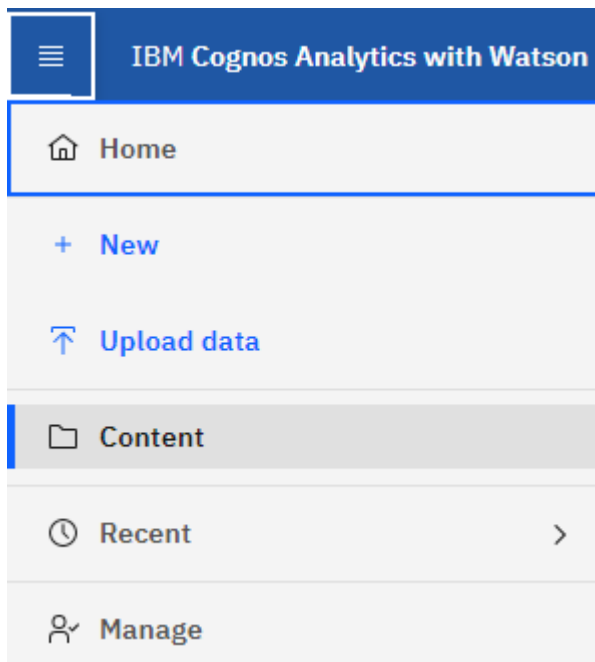 IBM Cognos Analytics with Watson
Home
New
Upload data
Content
Recent
Manage